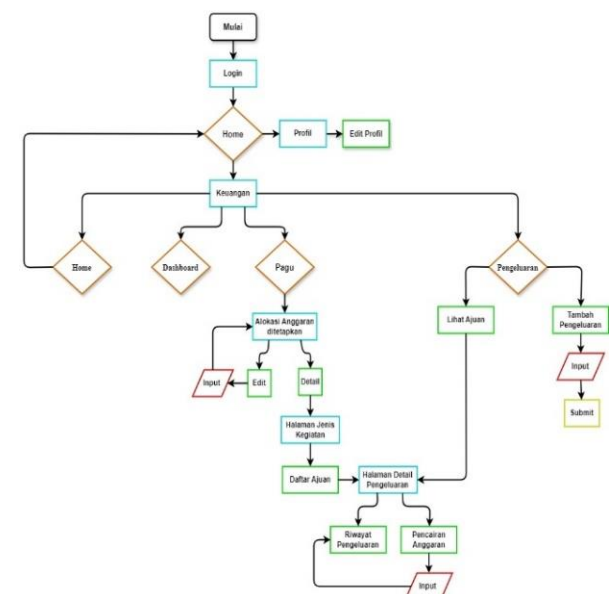 Mulai
Login
Home
Profil
Edit Profil
Keuangan
Home
Dashboard
Pagu
Pengeluaran
Alokasi Anggaran
ditetapkan
Lihat Ajuan
Tambah
Pengeluaran
Input
Edit
Detail
Input
Halaman Jenis
Kegiatan
Submit
Daftar Ajuan
Halaman Detail
Pengeluaran
Riwayat
Pengeluaran
Pencairan
Anggaran
Input